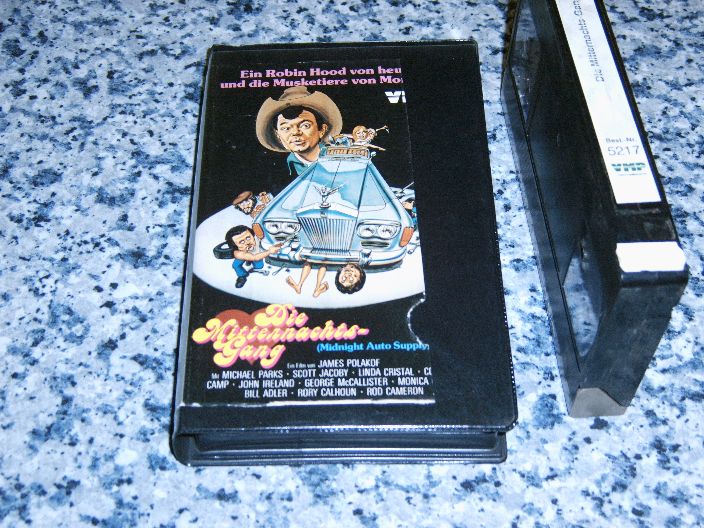 Ein Robin Hood von heu
und die Musketiere von Mo
Die
Mitternachts-
Gang
(Midnight Auto Supply
Ein Film von JAMES POLAKOF
Mit MICHAEL PARKS · SCOTT JACOBY · LINDA CRISTAL ·
CAMP · JOHN IRELAND · GEORGE McCALLISTER · MONICA
BILL ADLER · RORY CALHOUN · ROD CAMERON
Die Mitternachts-Gan
Best.-Nr.
5217
VMP